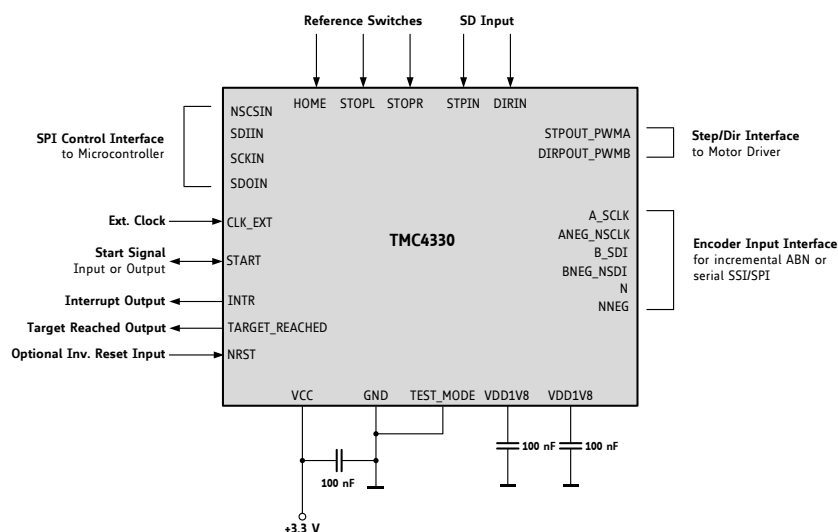 Reference Switches
SD Input
HOME STOPL STOPR STPIN DIRIN
NSCSIN
SDIIN
SCKIN
SDOIN
SPI Control Interface
to Microcontroller
STPOUT_PWMA
DIRPOUT_PWMB
Step/Dir Interface
to Motor Driver
Ext. Clock
CLK_EXT
Start Signal
Input or Output
START
Interrupt Output
INTR
Target Reached Output
TARGET_REACHED
Optional Inv. Reset Input
NRST
TMC4330
A_SCLK
ANEG_NSCLK
B_SDI
BNEG_NSDI
N
NNEG
Encoder Input Interface
for incremental ABN or
serial SSI/SPI
VCC GND TEST_MODE VDD1V8 VDD1V8
100 nF
100 nF
100 nF
+3.3 V